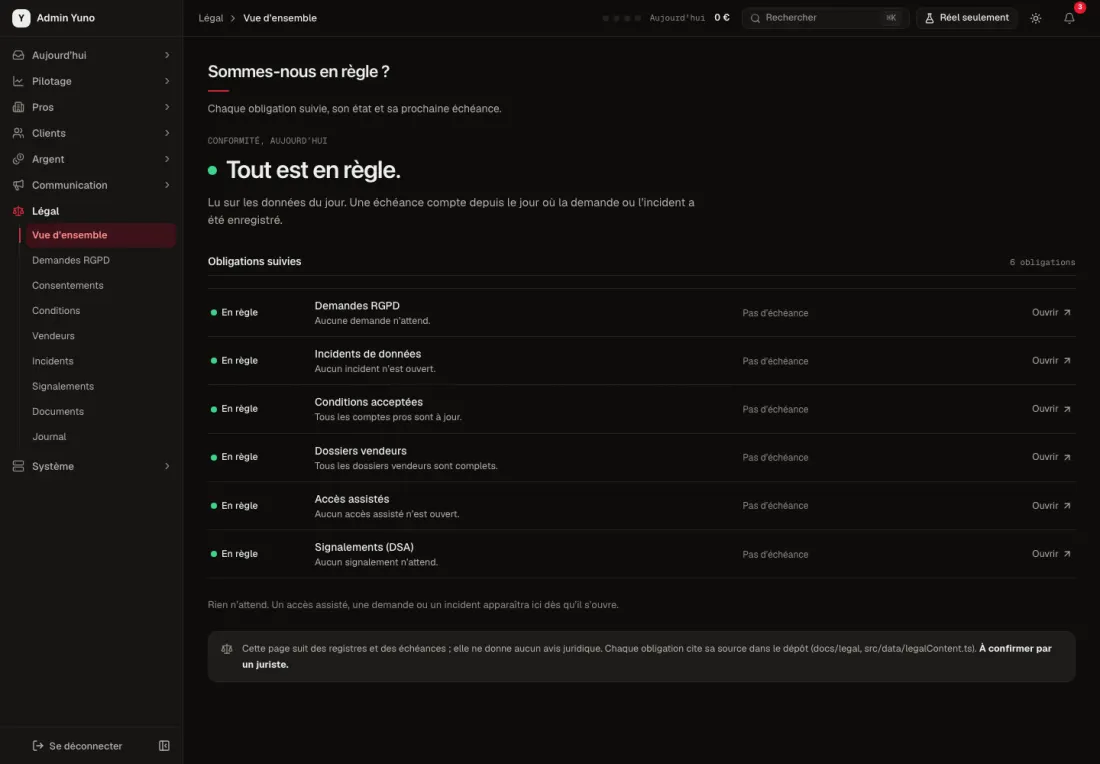 Y Admin Yuno
Légal > Vue d'ensemble
Aujourd'hui 0 €
Rechercher ⌘K
Réel seulement
3
Aujourd'hui
Pilotage
Pros
Clients
Argent
Communication
Légal
Vue d'ensemble
Demandes RGPD
Consentements
Conditions
Vendeurs
Incidents
Signalements
Documents
Journal
Système
Se déconnecter
Sommes-nous en règle ?
Chaque obligation suivie, son état et sa prochaine échéance.
CONFORMITÉ, AUJOURD'HUI
Tout est en règle.
Lu sur les données du jour. Une échéance compte depuis le jour où la demande ou l'incident a
été enregistré.
Obligations suivies 6 obligations
En règle Demandes RGPD Pas d'échéance Ouvrir
Aucune demande n'attend.
En règle Incidents de données Pas d'échéance Ouvrir
Aucun incident n'est ouvert.
En règle Conditions acceptées Pas d'échéance Ouvrir
Tous les comptes pros sont à jour.
En règle Dossiers vendeurs Pas d'échéance Ouvrir
Tous les dossiers vendeurs sont complets.
En règle Accès assistés Pas d'échéance Ouvrir
Aucun accès assisté n'est ouvert.
En règle Signalements (DSA) Pas d'échéance Ouvrir
Aucun signalement n'attend.
Rien n'attend. Un accès assisté, une demande ou un incident apparaîtra ici dès qu'il s'ouvre.
Cette page suit des registres et des échéances ; elle ne donne aucun avis juridique. Chaque obligation cite sa source dans le dépôt (docs/legal, src/data/legalContent.ts). À confirmer par
un juriste.